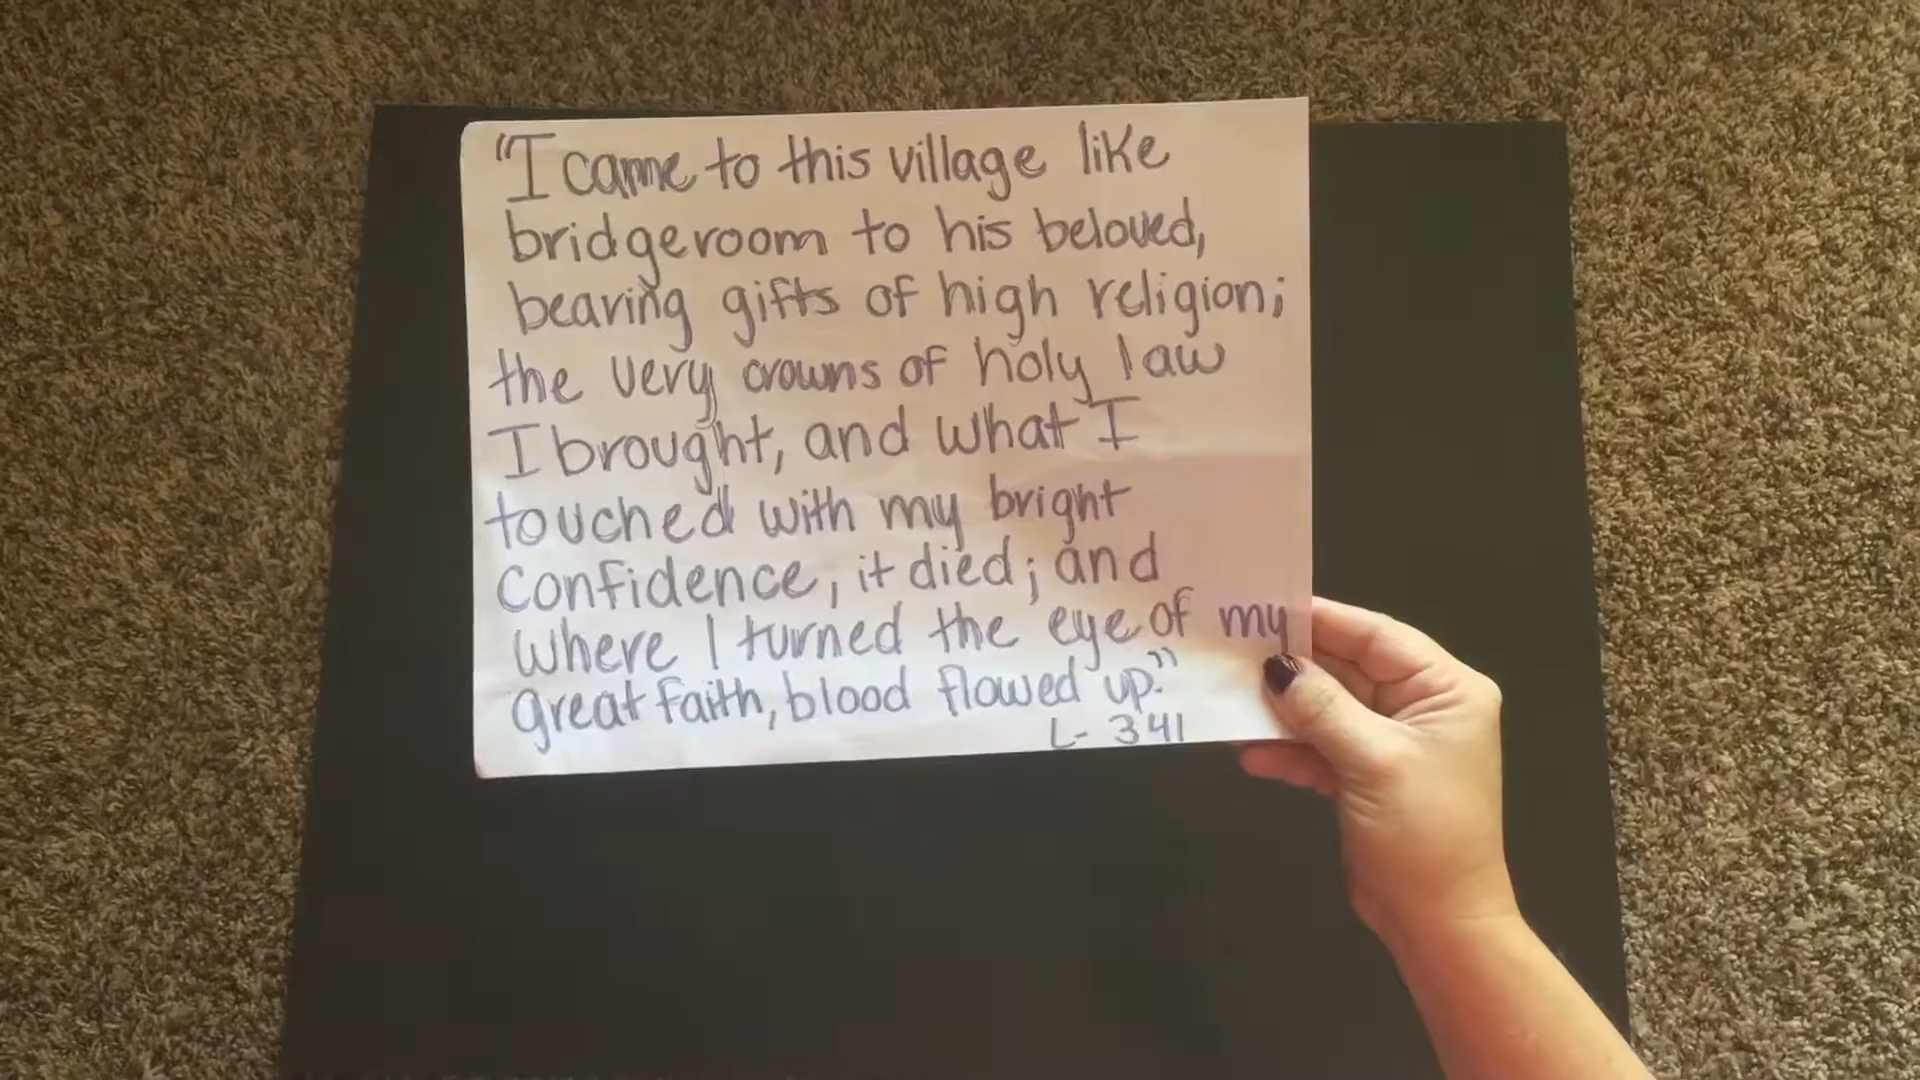 "I came to this village like
bridgeroom to his beloved,
bearing gifts of high religion;
the very crowns of holy law
I brought, and what I
touched with my bright
confidence, it died; and
where I turned the eye of my
great faith, blood flowed up."
L- 341